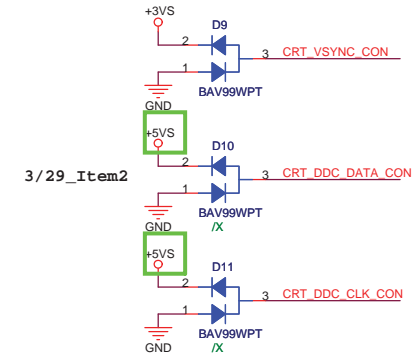 +3VS
D9
2
3 CRT_VSYNC_CON
1
BAV99WPT
GND
+5VS
D10
2
3/29_Item2
3 CRT_DDC_DATA_CON
1
BAV99WPT
GND
/X
+5VS
D11
2
3 CRT_DDC_CLK_CON
1
BAV99WPT
GND
/X